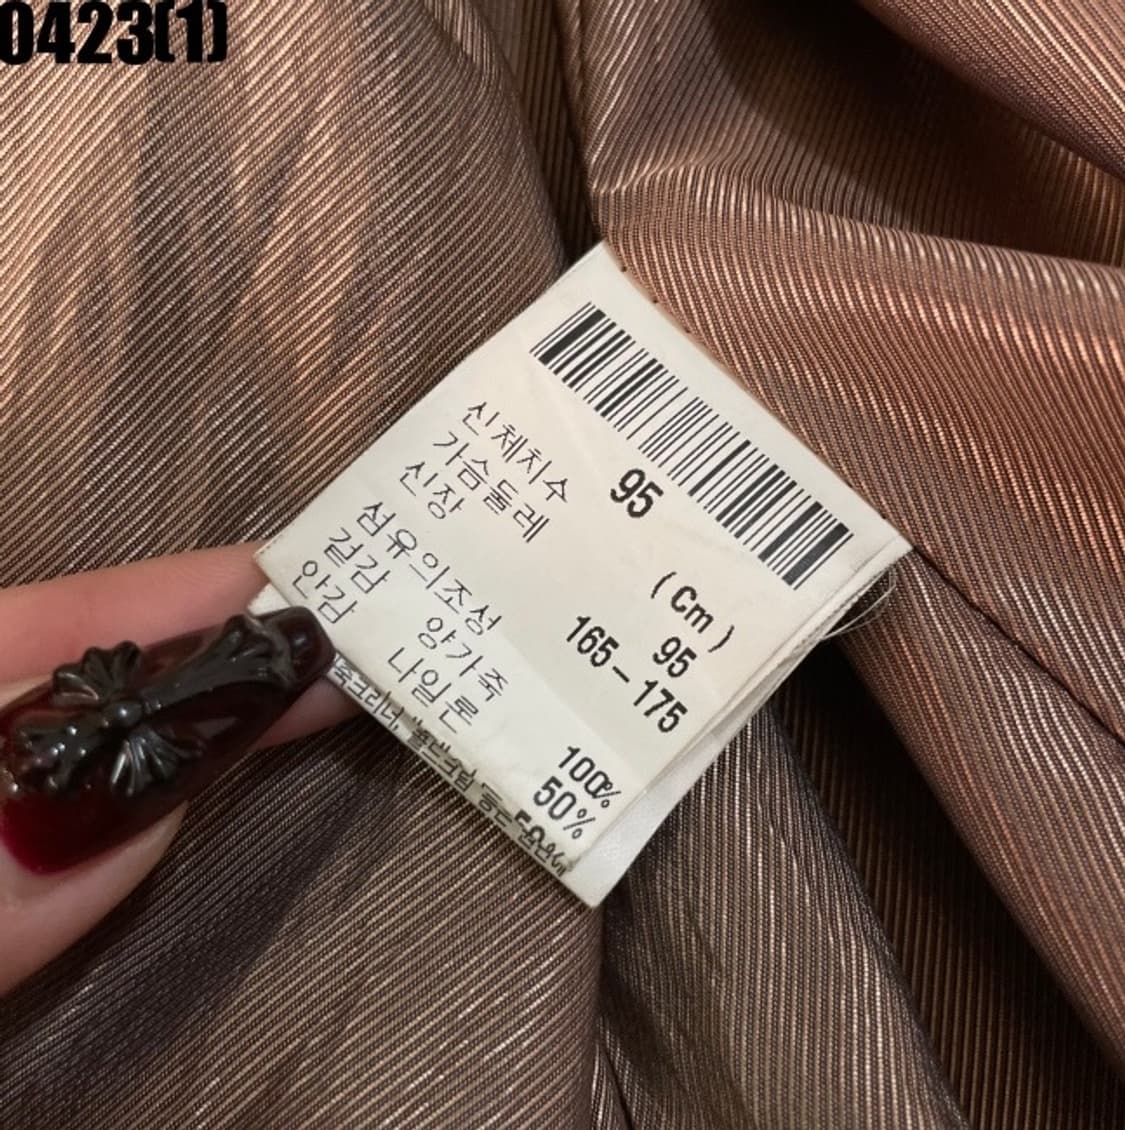 0423(1)
신체치수 95 (Cm)
가슴둘레 95
신장 165-175
섬유의조성
겉감 양가죽 100%
안감 나일론 50%
50%